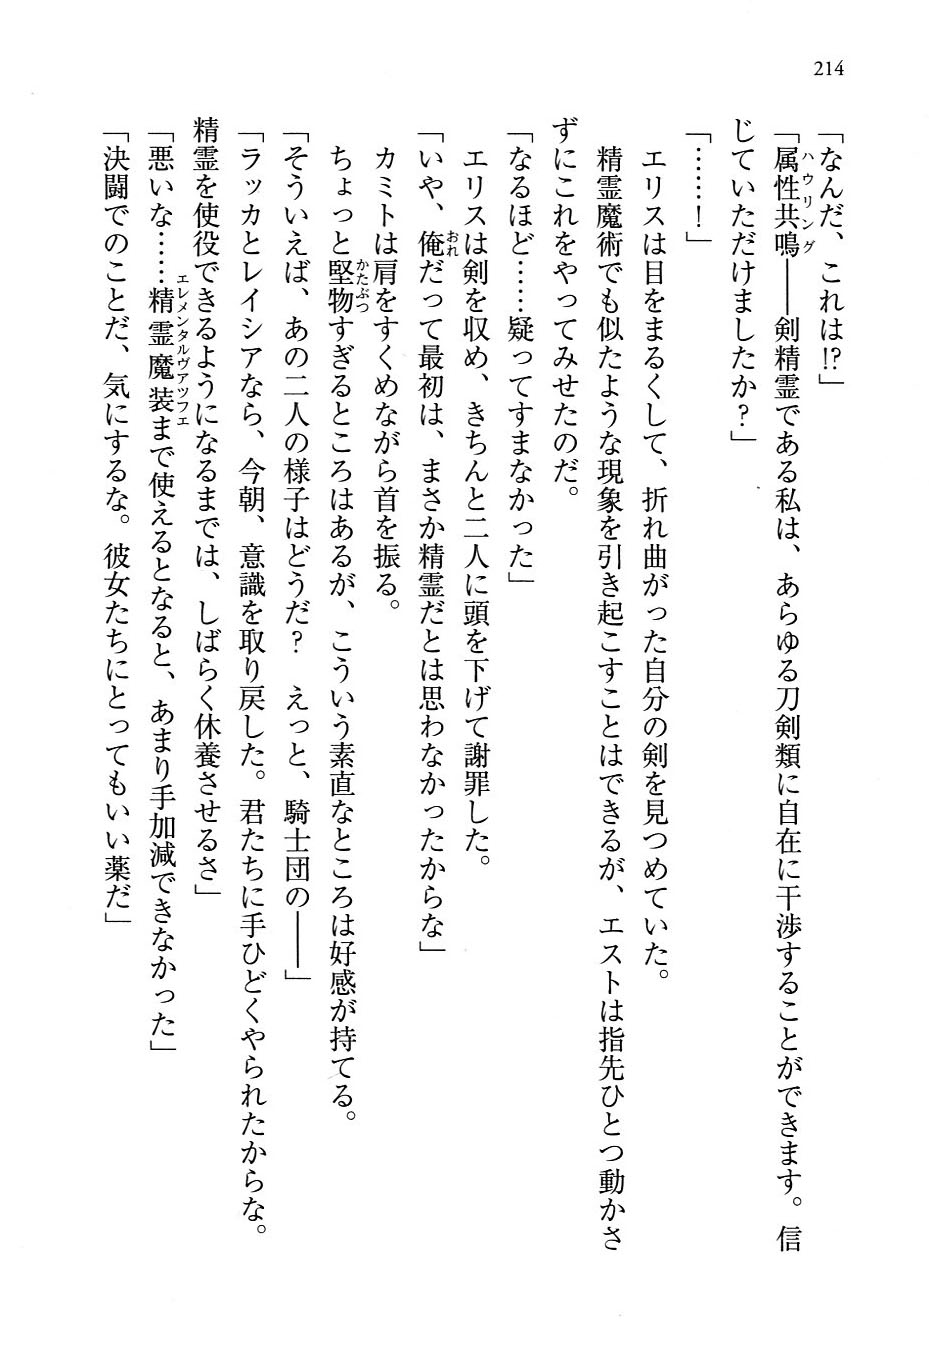 214
「なんだ、これは!?」
「属性共鳴――剣精霊である私は、あらゆる刀剣類に自在に干渉することができます。信
ハウリング
じていただけましたか？」
「……！」
エリスは目をまるくして、折れ曲がった自分の剣を見つめていた。
精霊魔術でも似たような現象を引き起こすことはできるが、エストは指先ひとつ動かさ
ずにこれをやってみせたのだ。
「なるほど……疑ってすまなかった」
エリスは剣を収め、きちんと二人に頭を下げて謝罪した。
「いや、俺だって最初は、まさか精霊だとは思わなかったからな」
おれ
カミトは肩をすくめながら首を振る。
ちょっと堅物すぎるところはあるが、こういう素直なところは好感が持てる。
かたぶつ
「そういえば、あの二人の様子はどうだ？　えっと、騎士団の――」
「ラッカとレイシアなら、今朝、意識を取り戻した。君たちに手ひどくやられたからな。
精霊を使役できるようになるまでは、しばらく休養させるさ」
「悪いな……精霊魔装まで使えるとなると、あまり手加減できなかった」
エレメンタルヴァッフェ
「決闘でのことだ、気にするな。彼女たちにとってもいい薬だ」